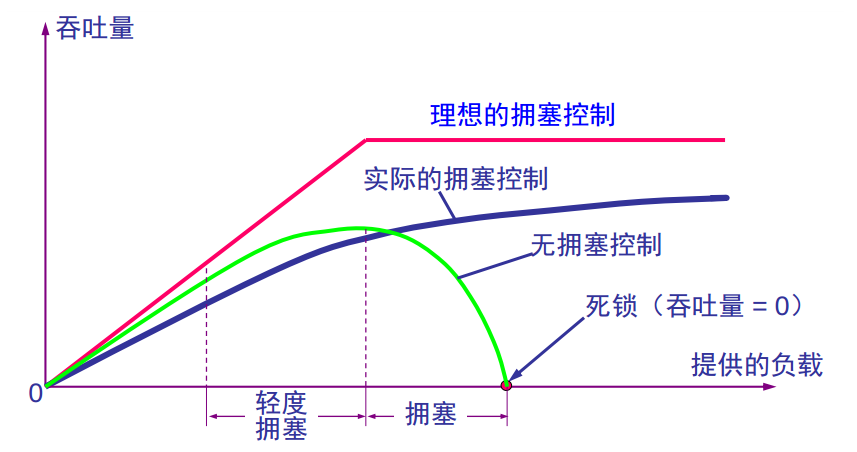 吞吐量
理想的拥塞控制
实际的拥塞控制
无拥塞控制
死锁（吞吐量 = 0）
提供的负载
0
轻度
拥塞
拥塞